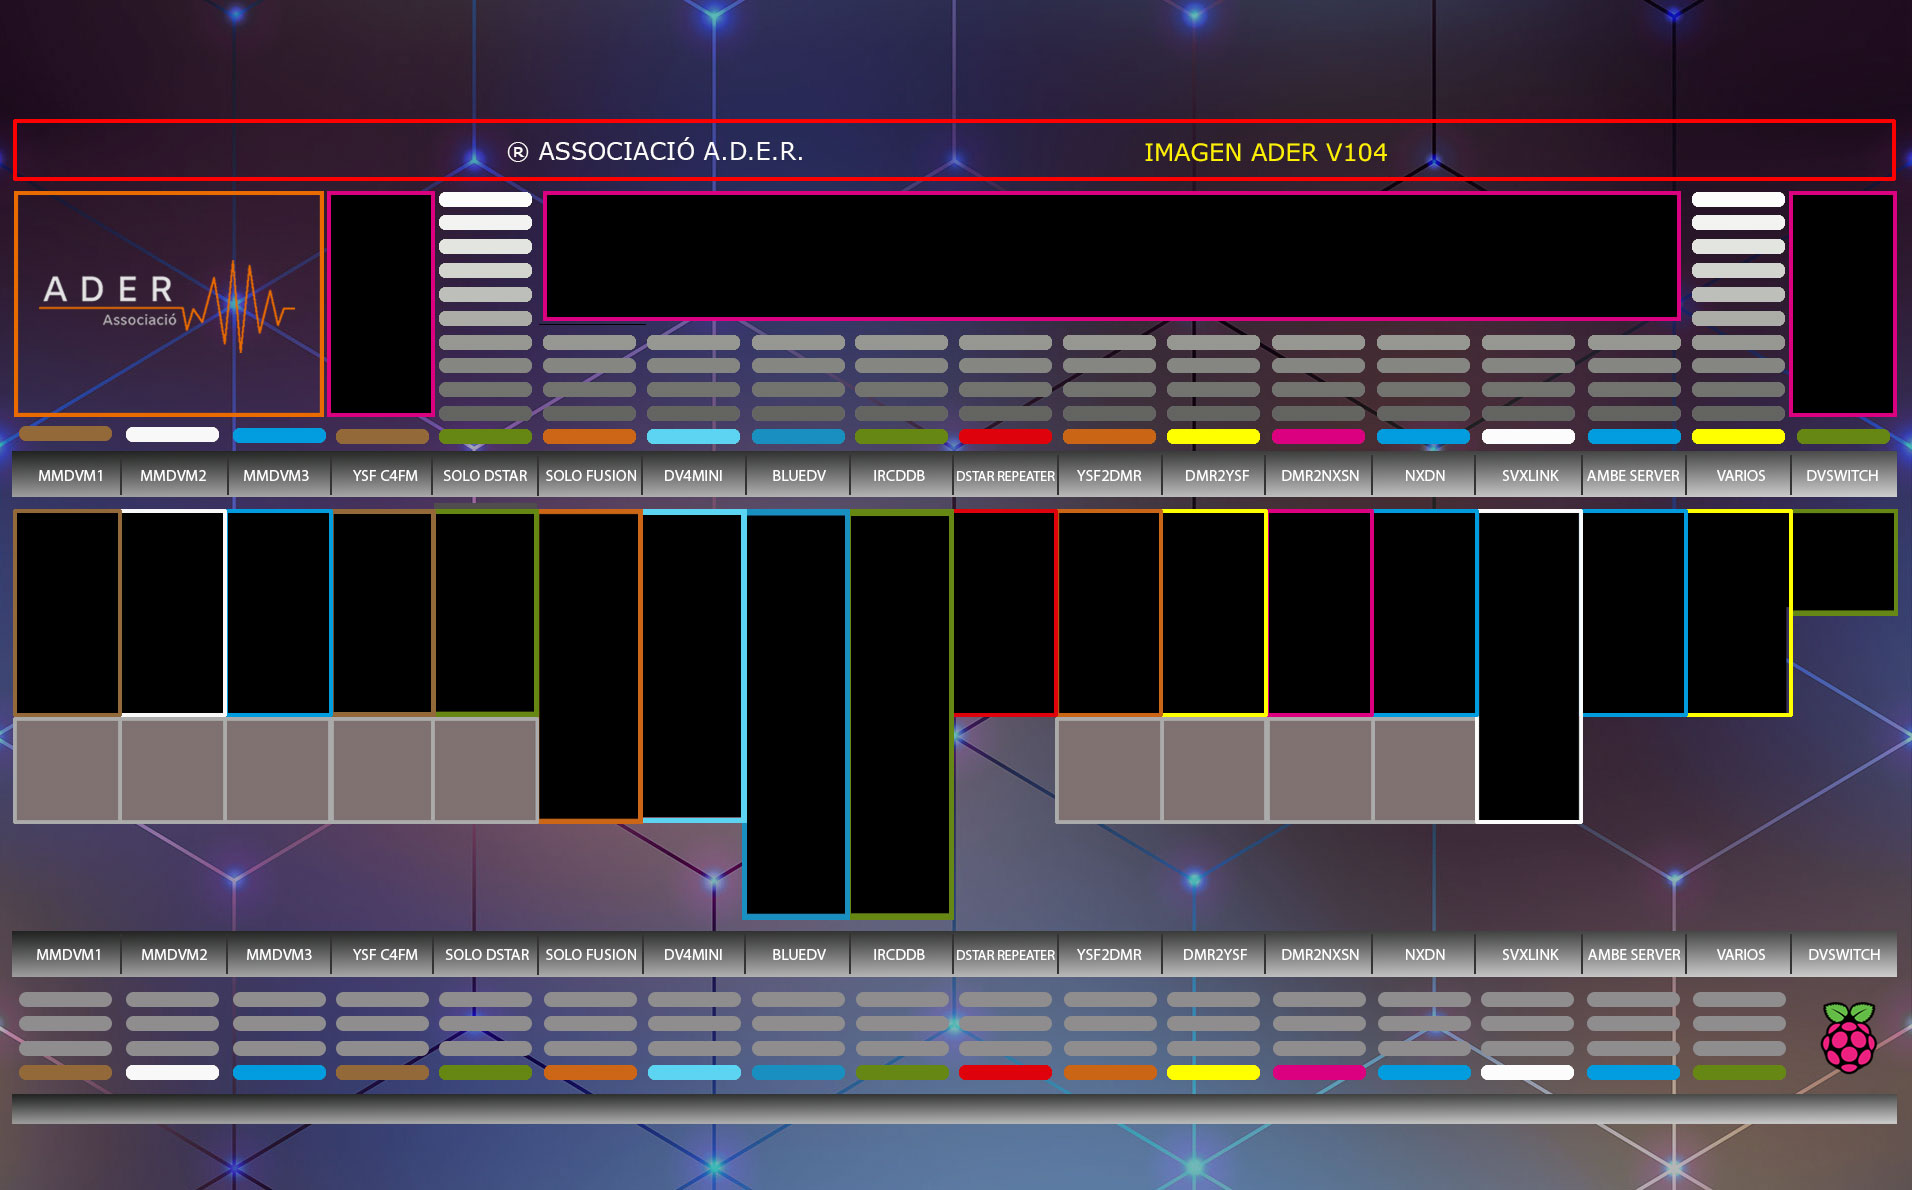 ® ASSOCIACIÓ A.D.E.R. IMAGEN ADER V104
ADER
Associació
MMDVM1 MMDVM2 MMDVM3 YSF C4FM SOLO DSTAR SOLO FUSION DV4MINI BLUEDV IRCDDB DSTAR REPEATER YSF2DMR DMR2YSF DMR2NXSN NXDN SVXLINK AMBE SERVER VARIOS DVSWITCH
MMDVM1 MMDVM2 MMDVM3 YSF C4FM SOLO DSTAR SOLO FUSION DV4MINI BLUEDV IRCDDB DSTAR REPEATER YSF2DMR DMR2YSF DMR2NXSN NXDN SVXLINK AMBE SERVER VARIOS DVSWITCH